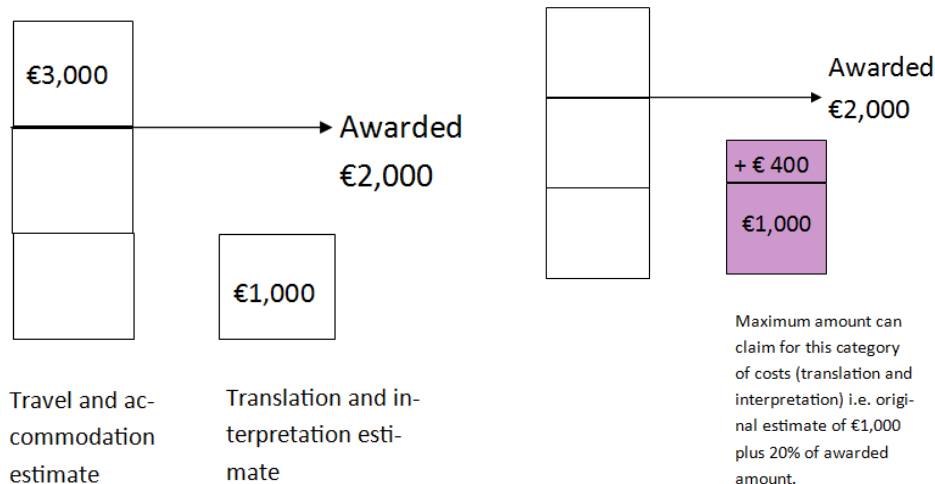 €3,000
Awarded
€2,000
€1,000
Travel and ac-
commodation
estimate
Translation and in-
terpretation esti-
mate
Awarded
€2,000
+ € 400
€1,000
Maximum amount can
claim for this category
of costs (translation and
interpretation) i.e. origi-
nal estimate of €1,000
plus 20% of awarded
amount.